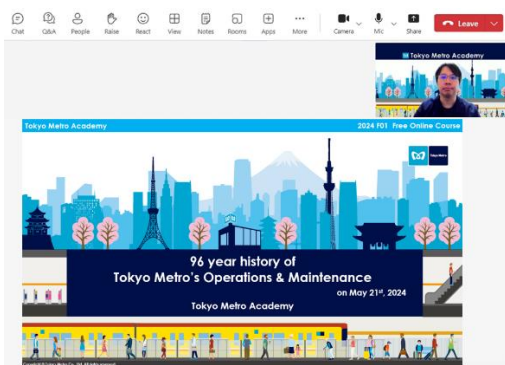 Chat Q&A People Raise React View Notes Rooms Apps More Camera Mic Share Leave
Tokyo Metro Academy
Tokyo Metro Academy 2024 F01 Free Online Course
Tokyo Metro
96 year history of
Tokyo Metro's Operations & Maintenance
on May 21st, 2024
Tokyo Metro Academy